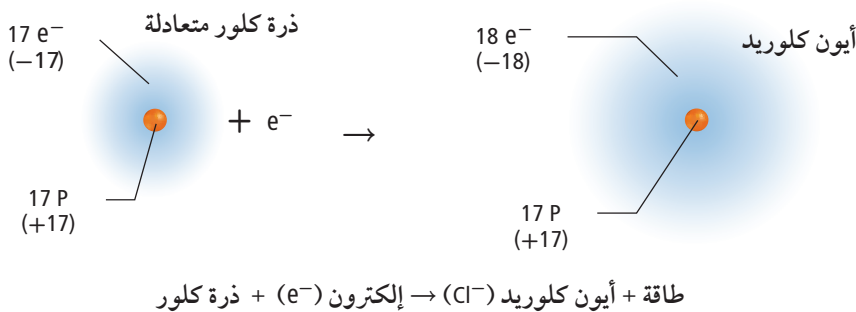 ذرة كلور متعادلة
17 e⁻
(−17)
+ e⁻ →
17 P
(+17)
أيون كلوريد
18 e⁻
(−18)
17 P
(+17)
ذرة كلور + إلكترون (e⁻) → أيون كلوريد (Cl⁻) + طاقة